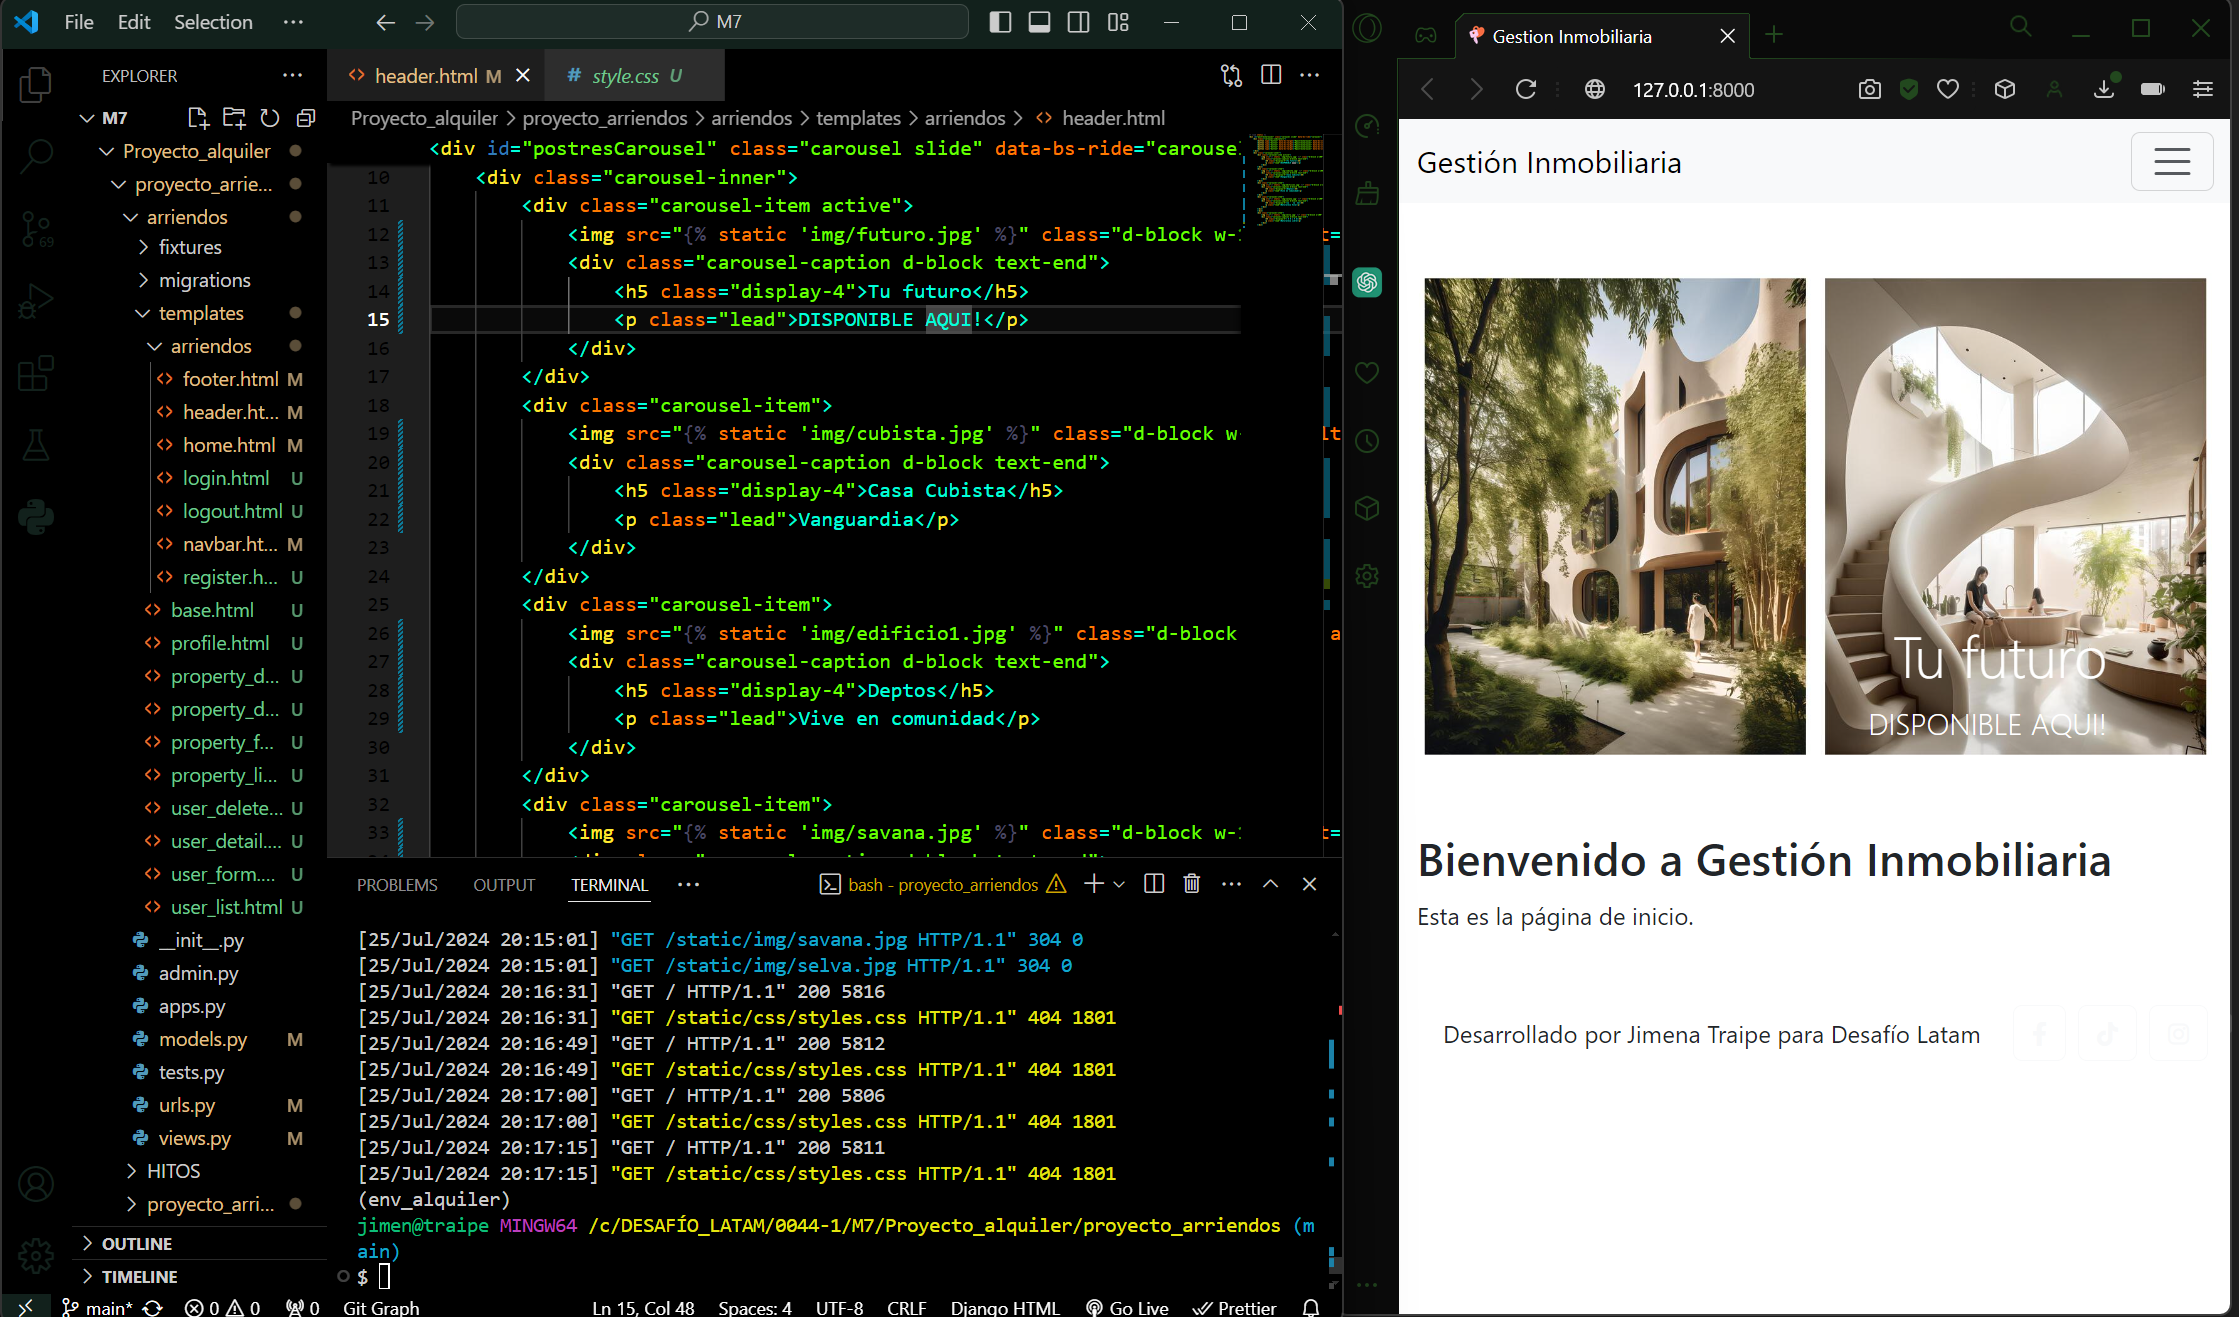 File Edit Selection ··· M7
EXPLORER ···
M7
Proyecto_alquiler
proyecto_arrie...
arriendos
fixtures
migrations
templates
arriendos
footer.html M
header.ht... M
home.html M
login.html U
logout.html U
navbar.ht... M
register.h... U
base.html U
profile.html U
property_d... U
property_d... U
property_f... U
property_li... U
user_delete... U
user_detail.... U
user_form.... U
user_list.html U
__init__.py
admin.py
apps.py
models.py M
tests.py
urls.py M
views.py M
HITOS
proyecto_arri...
OUTLINE
TIMELINE
69
header.html M
# style.css U
Proyecto_alquiler > proyecto_arriendos > arriendos > templates > arriendos > header.html
<div id="postresCarousel" class="carousel slide" data-bs-ride="carouse
10 <div class="carousel-inner">
11 <div class="carousel-item active">
12 <img src="{% static 'img/futuro.jpg' %}" class="d-block w- t=
13 <div class="carousel-caption d-block text-end">
14 <h5 class="display-4">Tu futuro</h5>
15 <p class="lead">DISPONIBLE AQUI!</p>
16 </div>
17 </div>
18 <div class="carousel-item">
19 <img src="{% static 'img/cubista.jpg' %}" class="d-block w- lt
20 <div class="carousel-caption d-block text-end">
21 <h5 class="display-4">Casa Cubista</h5>
22 <p class="lead">Vanguardia</p>
23 </div>
24 </div>
25 <div class="carousel-item">
26 <img src="{% static 'img/edificio1.jpg' %}" class="d-block a
27 <div class="carousel-caption d-block text-end">
28 <h5 class="display-4">Deptos</h5>
29 <p class="lead">Vive en comunidad</p>
30 </div>
31 </div>
32 <div class="carousel-item">
33 <img src="{% static 'img/savana.jpg' %}" class="d-block w- t=
PROBLEMS OUTPUT TERMINAL ··· bash - proyecto_arriendos
[25/Jul/2024 20:15:01] "GET /static/img/savana.jpg HTTP/1.1" 304 0
[25/Jul/2024 20:15:01] "GET /static/img/selva.jpg HTTP/1.1" 304 0
[25/Jul/2024 20:16:31] "GET / HTTP/1.1" 200 5816
[25/Jul/2024 20:16:31] "GET /static/css/styles.css HTTP/1.1" 404 1801
[25/Jul/2024 20:16:49] "GET / HTTP/1.1" 200 5812
[25/Jul/2024 20:16:49] "GET /static/css/styles.css HTTP/1.1" 404 1801
[25/Jul/2024 20:17:00] "GET / HTTP/1.1" 200 5806
[25/Jul/2024 20:17:00] "GET /static/css/styles.css HTTP/1.1" 404 1801
[25/Jul/2024 20:17:15] "GET / HTTP/1.1" 200 5811
[25/Jul/2024 20:17:15] "GET /static/css/styles.css HTTP/1.1" 404 1801
(env_alquiler)
jimen@traipe MINGW64 /c/DESAFÍO_LATAM/0044-1/M7/Proyecto_alquiler/proyecto_arriendos (m
ain)
$
main* 0 0 0 Git Graph Ln 15, Col 48 Spaces: 4 UTF-8 CRLF Django HTML Go Live Prettier
Gestion Inmobiliaria
127.0.0.1:8000
Gestión Inmobiliaria
Tu futuro
DISPONIBLE AQUI!
Bienvenido a Gestión Inmobiliaria
Esta es la página de inicio.
Desarrollado por Jimena Traipe para Desafío Latam